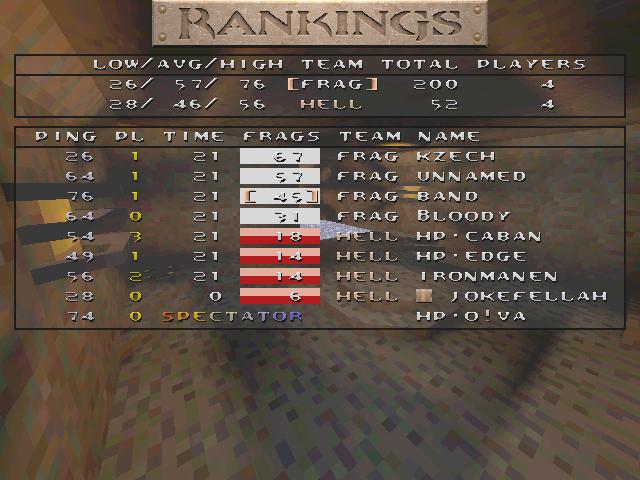 RANKINGS
LOW/AVG/HIGH TEAM TOTAL PLAYERS
26/ 57/ 76 [FRAG] 200 4
28/ 46/ 56 HELL 52 4
PING PL TIME FRAGS TEAM NAME
26 1 21 67 FRAG KZECH
64 1 21 57 FRAG UNNAMED
76 1 21 [ 45] FRAG BAND
64 0 21 31 FRAG BLOODY
54 3 21 18 HELL HP·CABAN
49 1 21 14 HELL HP·EDGE
56 2 21 14 HELL IRONMANEN
28 0 0 6 HELL JOKEFELLAH
74 0 SPECTATOR HP·O!VA